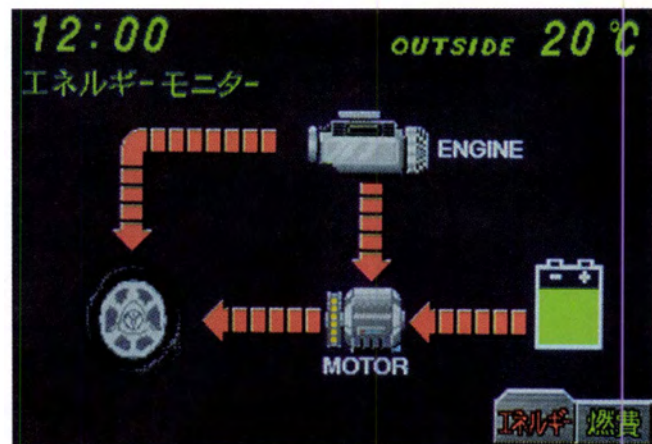 12:00
OUTSIDE 20℃
エネルギーモニター
ENGINE
- +
MOTOR
エネルギー 燃費